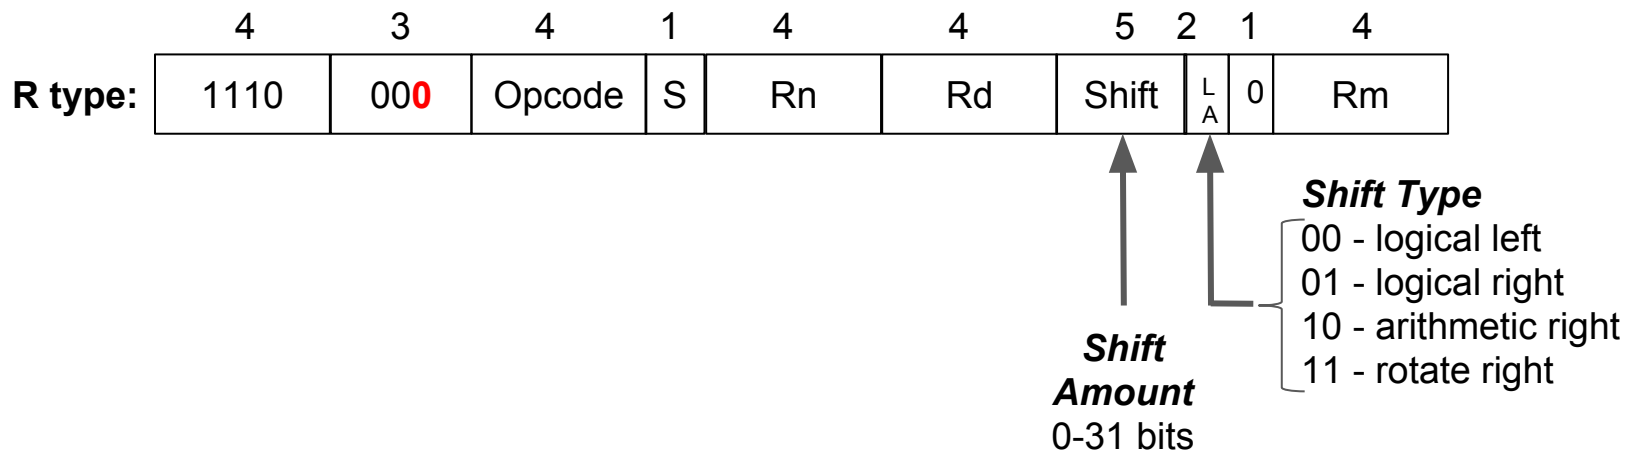 4 3 4 1 4 4 5 2 1 4
R type: 1110 000 Opcode S Rn Rd Shift L A 0 Rm
Shift Type
00 - logical left
01 - logical right
10 - arithmetic right
11 - rotate right
Shift
Amount
0-31 bits